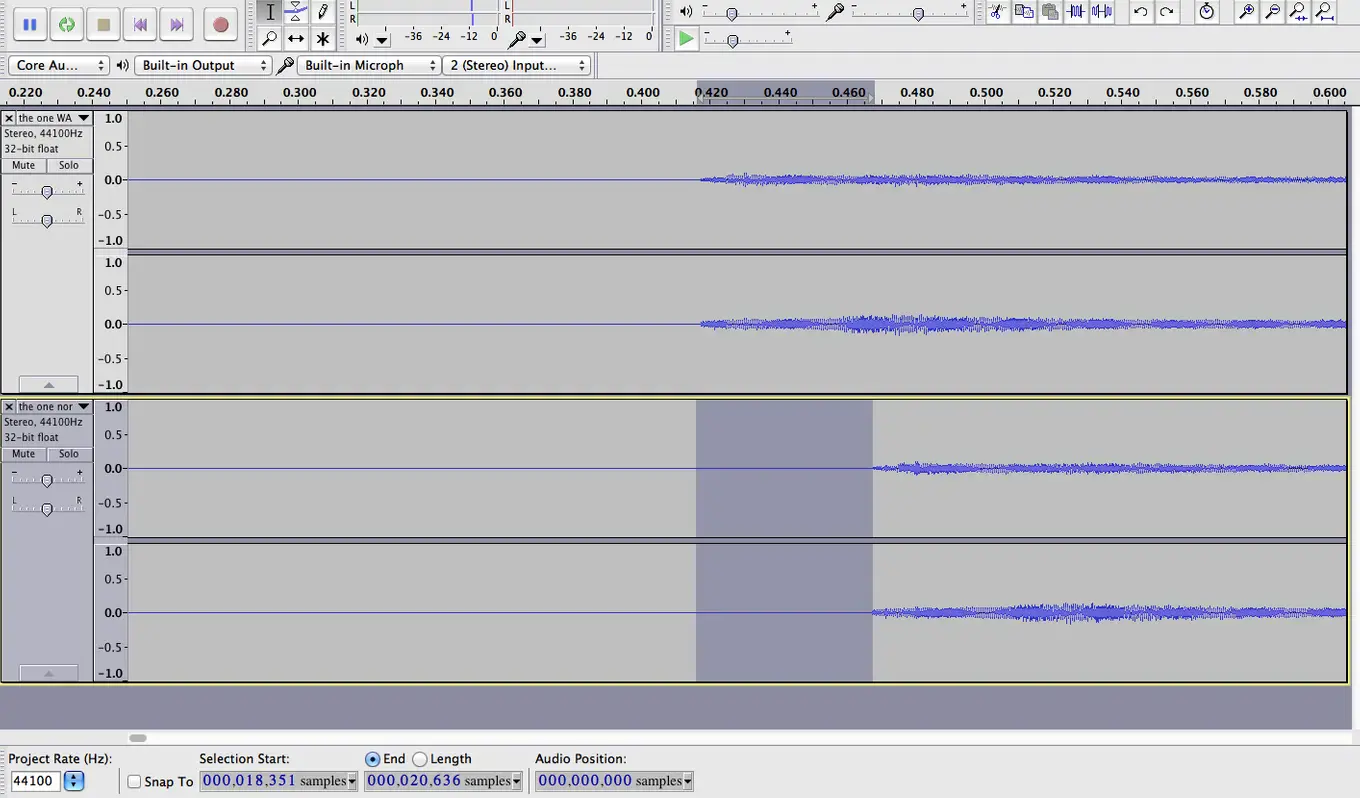 L
R
L
R
-36 -24 -12 0
-36 -24 -12 0
Core Au...
Built-in Output
Built-in Microph
2 (Stereo) Input...
0.220 0.240 0.260 0.280 0.300 0.320 0.340 0.360 0.380 0.400 0.420 0.440 0.460 0.480 0.500 0.520 0.540 0.560 0.580 0.600
the one WA
Stereo, 44100Hz
32-bit float
Mute Solo
- +
L R
1.0
0.5-
0.0-
-0.5-
-1.0
1.0
0.5-
0.0-
-0.5-
-1.0
the one nor
Stereo, 44100Hz
32-bit float
Mute Solo
- +
L R
1.0
0.5-
0.0-
-0.5-
-1.0
1.0
0.5-
0.0-
-0.5-
-1.0
Project Rate (Hz):
44100
Snap To
Selection Start:
000,018,351 samples
End Length
000,020,636 samples
Audio Position:
000,000,000 samples